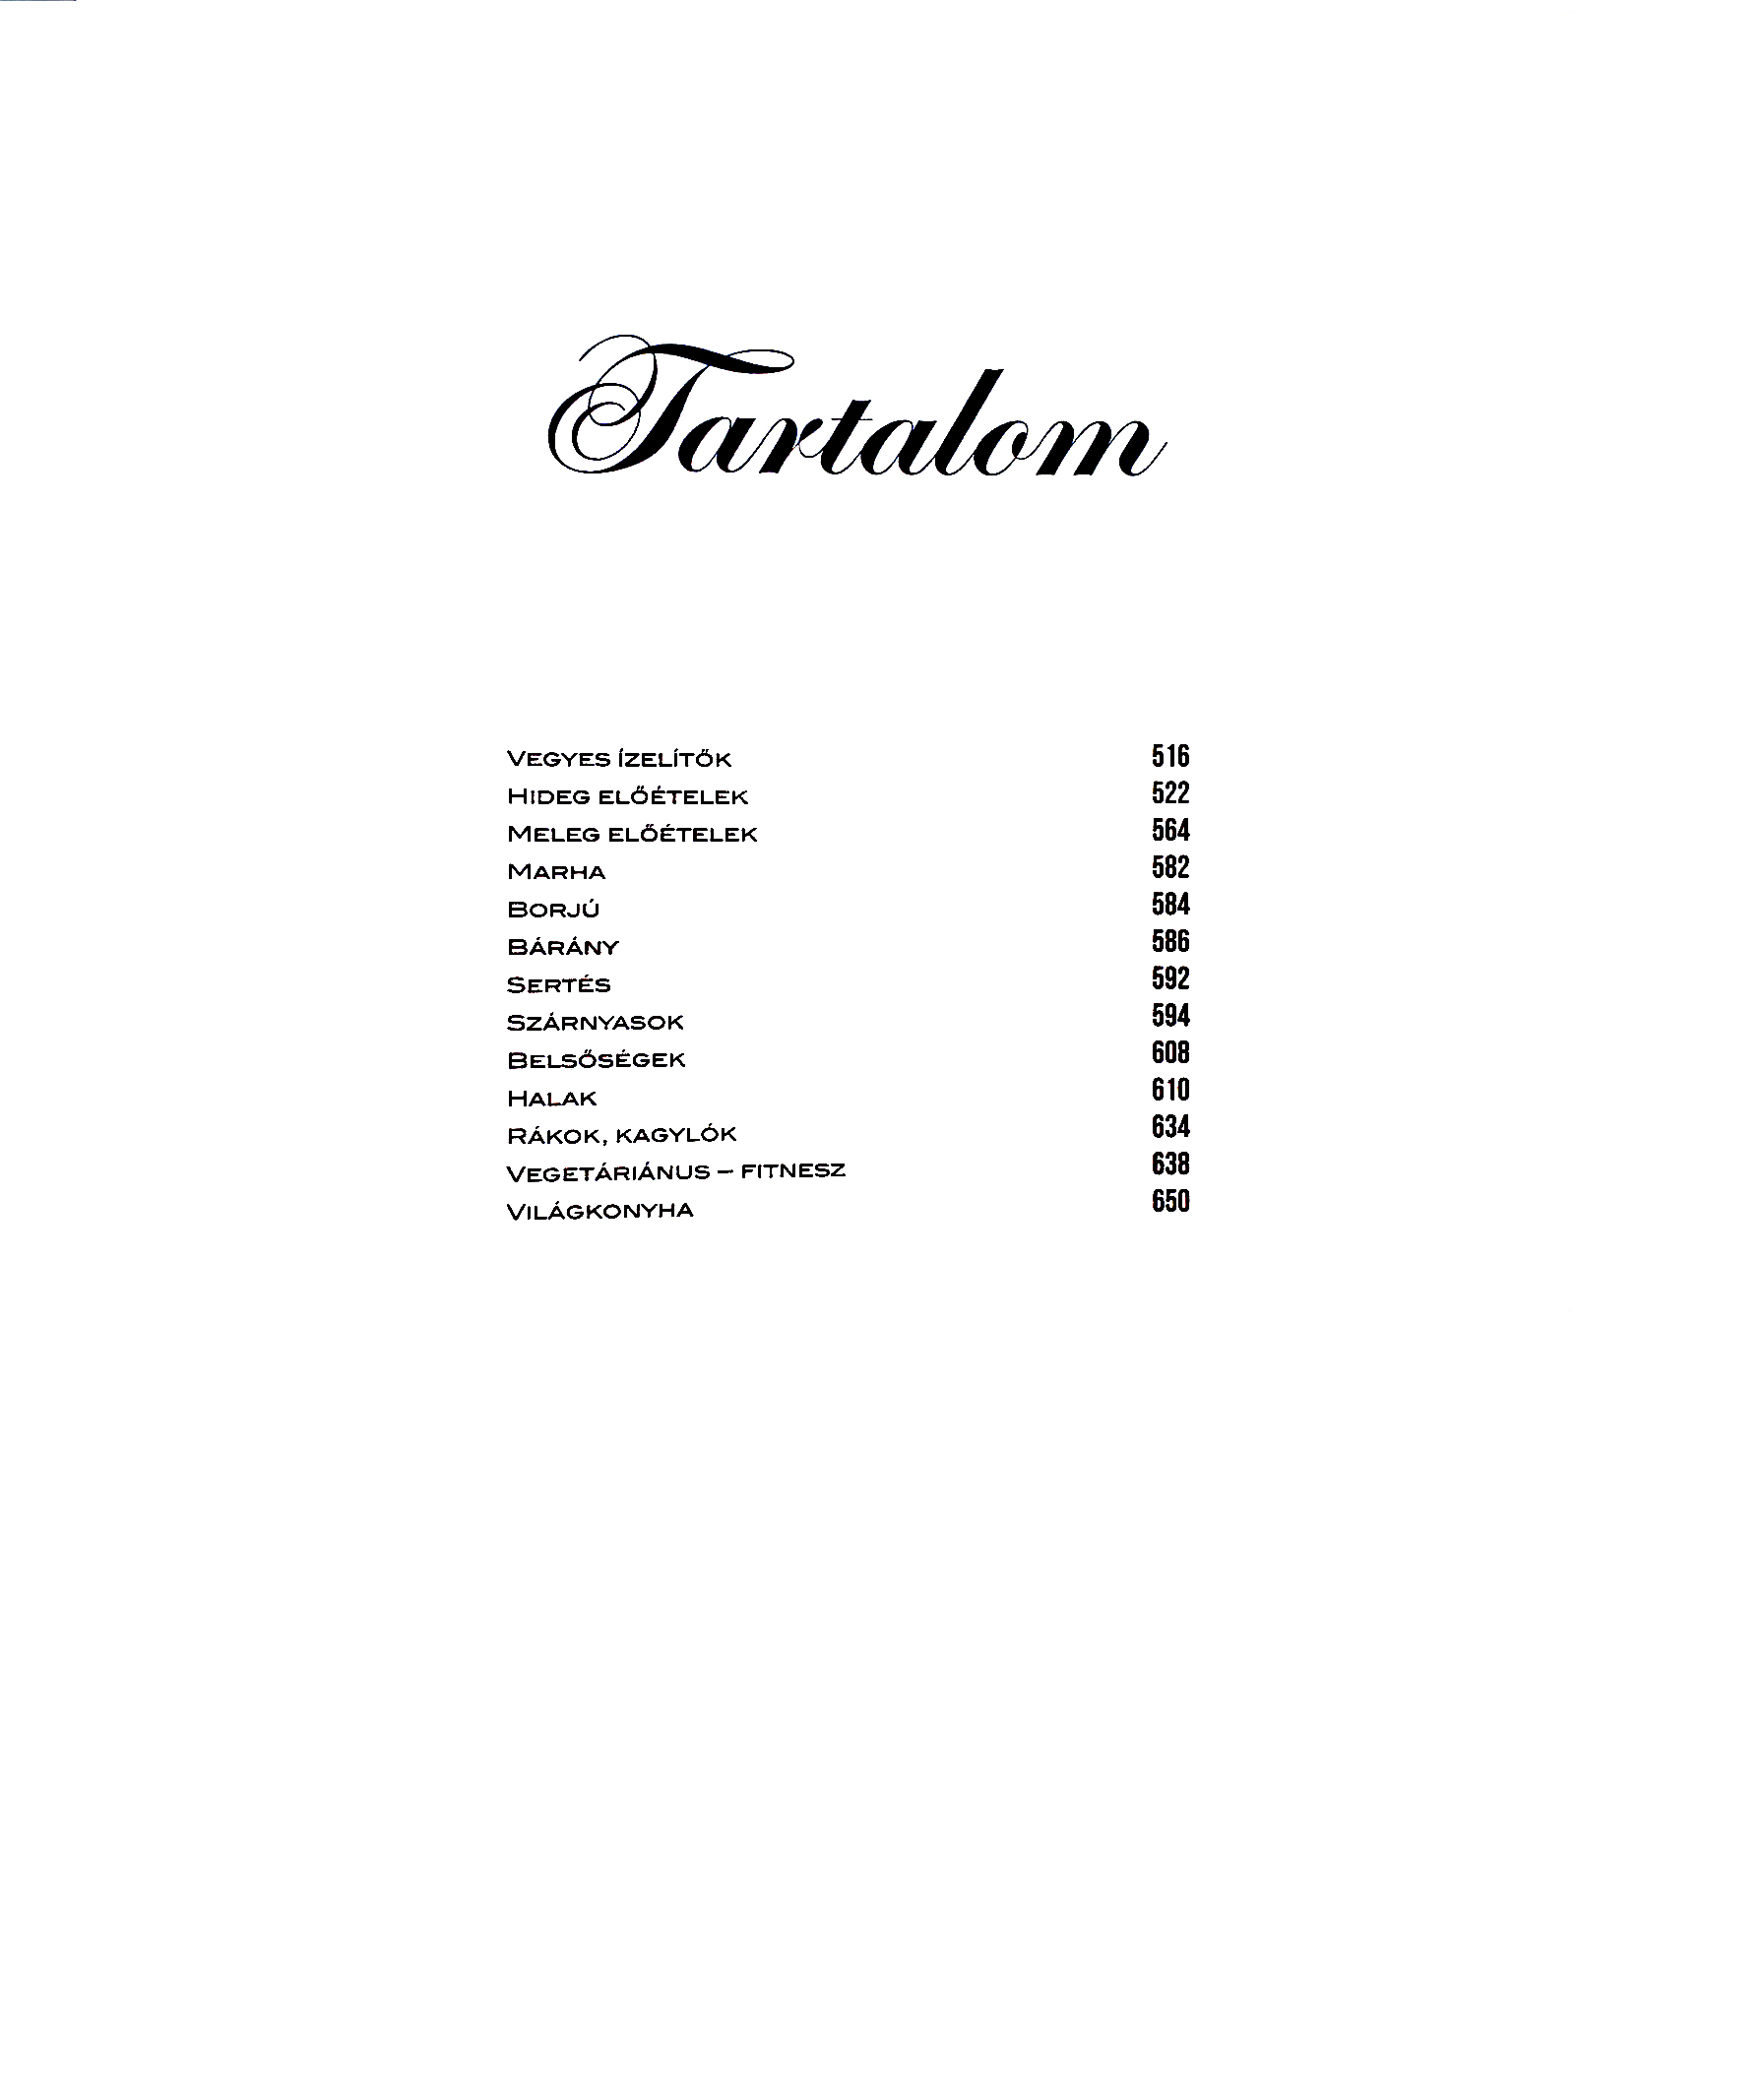 Tartalom
Vegyes ízelítők 516
Hideg előételek 522
Meleg előételek 564
Marha 582
Borjú 584
Bárány 586
Sertés 592
Szárnyasok 594
Belsőségek 608
Halak 610
Rákok, kagylók 634
Vegetáriánus – fitnesz 638
Világkonyha 650